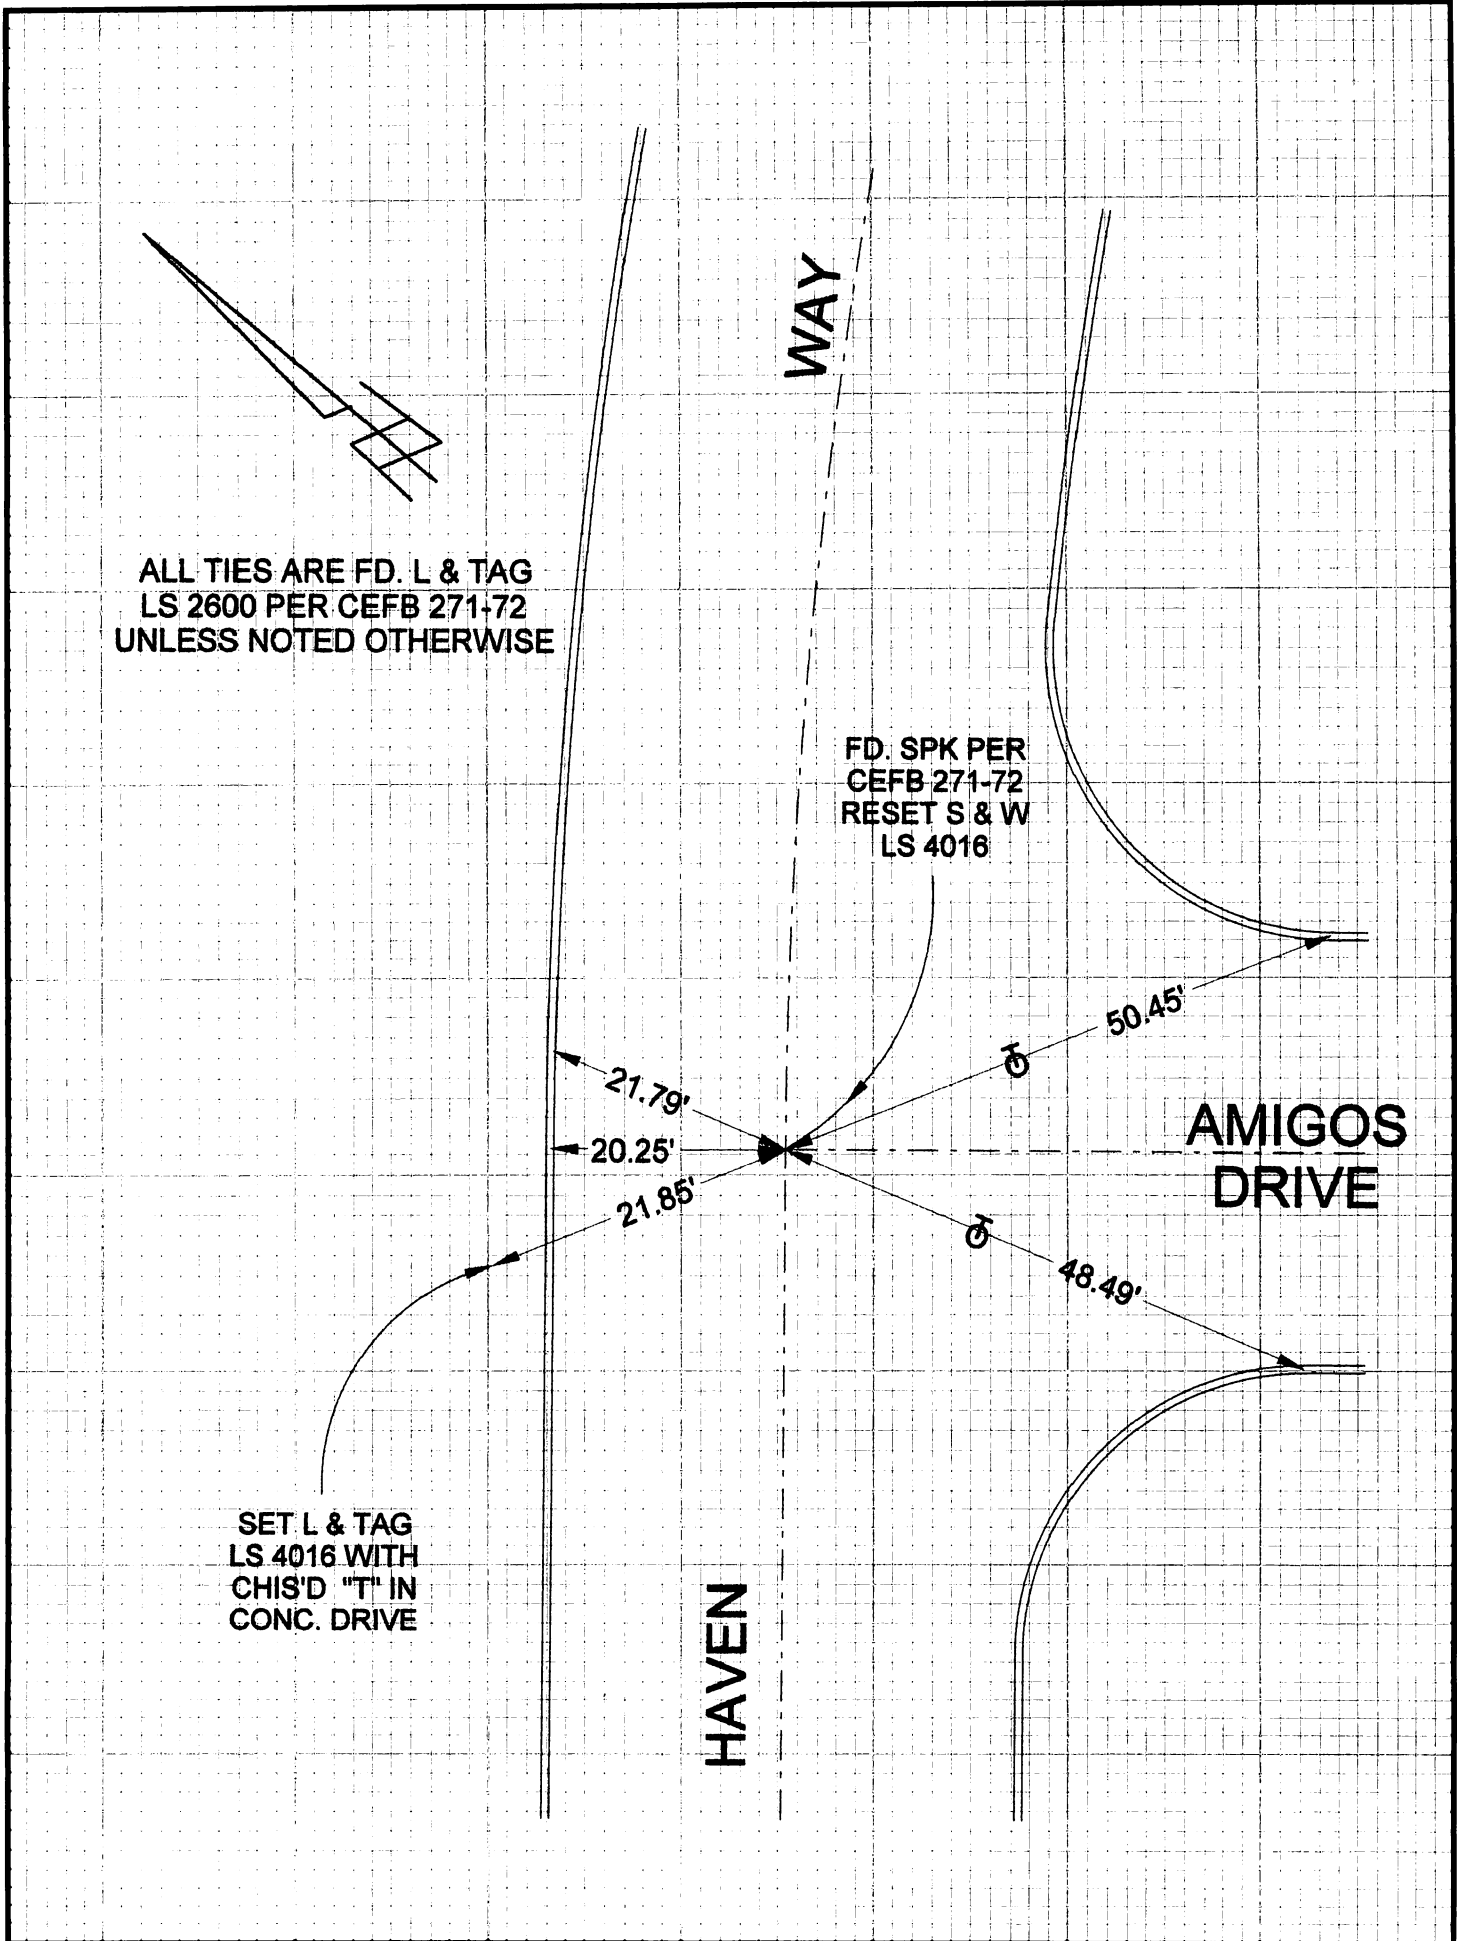 WAY
ALL TIES ARE FD. L & TAG
LS 2600 PER CEFB 271-72
UNLESS NOTED OTHERWISE
FD. SPK PER
CEFB 271-72
RESET S & W
LS 4016
50.45'
21.79'
20.25'
21.85'
AMIGOS
DRIVE
48.49'
SET L & TAG
LS 4016 WITH
CHIS'D "T" IN
CONC. DRIVE
HAVEN